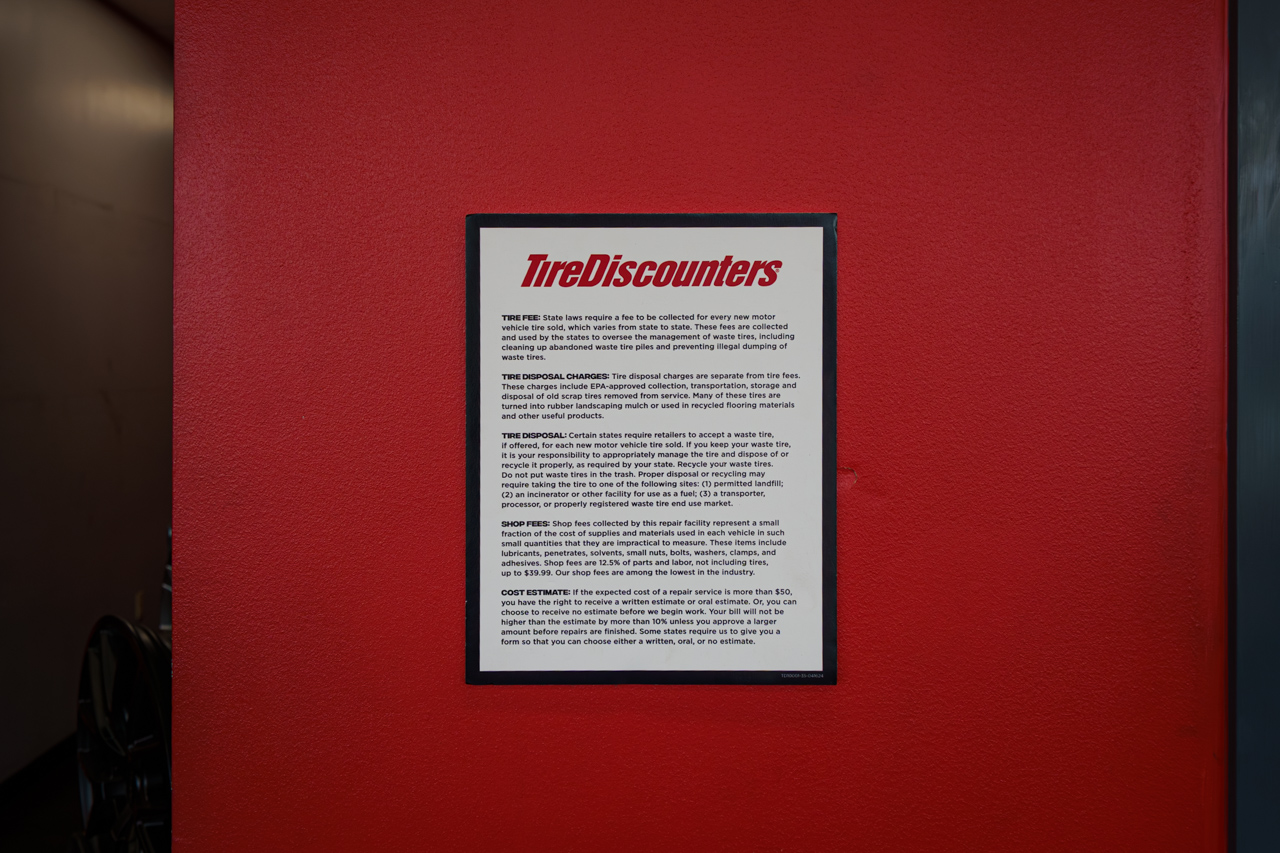 TireDiscounters
TIRE FEE: State laws require a fee to be collected for every new motor
vehicle tire sold, which varies from state to state. These fees are collected
and used by the states to oversee the management of waste tires, including
cleaning up abandoned waste tire piles and preventing illegal dumping of
waste tires.
TIRE DISPOSAL CHARGES: Tire disposal charges are separate from tire fees.
These charges include EPA-approved collection, transportation, storage and
disposal of old scrap tires removed from service. Many of these tires are
turned into rubber landscaping mulch or used in recycled flooring materials
and other useful products.
TIRE DISPOSAL: Certain states require retailers to accept a waste tire,
if offered, for each new motor vehicle tire sold. If you keep your waste tire,
it is your responsibility to appropriately manage the tire and dispose of or
recycle it properly, as required by your state. Recycle your waste tires.
Do not put waste tires in the trash. Proper disposal or recycling may
require taking the tire to one of the following sites: (1) permitted landfill;
(2) an incinerator or other facility for use as a fuel; (3) a transporter,
processor, or properly registered waste tire end use market.
SHOP FEES: Shop fees collected by this repair facility represent a small
fraction of the cost of supplies and materials used in each vehicle in such
small quantities that they are impractical to measure. These items include
lubricants, penetrates, solvents, small nuts, bolts, washers, clamps, and
adhesives. Shop fees are 12.5% of parts and labor, not including tires,
up to $39.99. Our shop fees are among the lowest in the industry.
COST ESTIMATE: If the expected cost of a repair service is more than $50,
you have the right to receive a written estimate or oral estimate. Or, you can
choose to receive no estimate before we begin work. Your bill will not be
higher than the estimate by more than 10% unless you approve a larger
amount before repairs are finished. Some states require us to give you a
form so that you can choose either a written, oral, or no estimate.